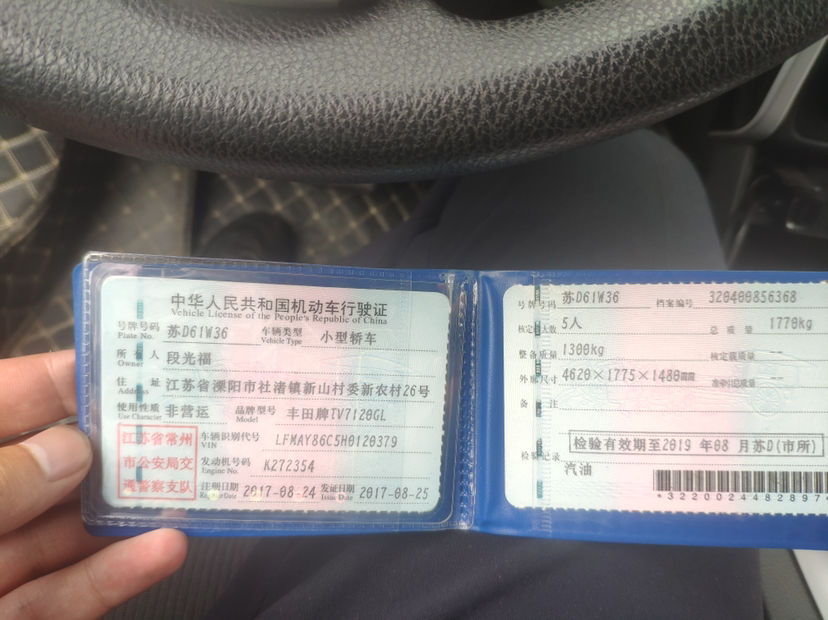 中华人民共和国机动车行驶证
Vehicle License of the People's Republic of China
号牌号码 苏D61W36 车辆类型 小型轿车
Plate No. Vehicle Type
所有人 段光福
Owner
住址 江苏省溧阳市社渚镇新山村委新农村26号
Address
使用性质 非营运 品牌型号 丰田牌TV7120GL
Use Character Model
江苏省常州
市公安局交
通警察支队
车辆识别代号 LFMAY86C5H0120379
VIN
发动机号码 K272354
Engine No.
注册日期 2017-08-24 发证日期 2017-08-25
Register Date Issue Date
号牌号码 苏D61W36 档案编号 320400856368
核定人数 5人 总质量 1770kg
整备质量 1300kg 核定载质量 --
外廓尺寸 4620×1775×1480mm 准牵引总质量 --
备注
检验记录
检验有效期至2019年08月苏D(市所)
汽油
*322002448289